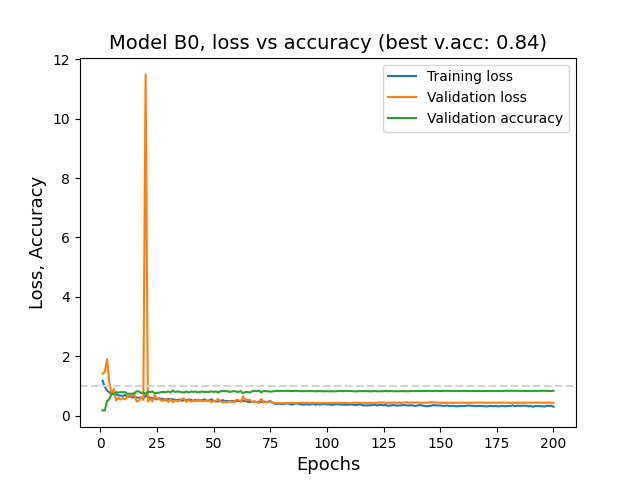 Model B0, loss vs accuracy (best v.acc: 0.84)
Training loss
Validation loss
Validation accuracy
Loss, Accuracy
12
10
8
6
4
2
0
0 25 50 75 100 125 150 175 200
Epochs